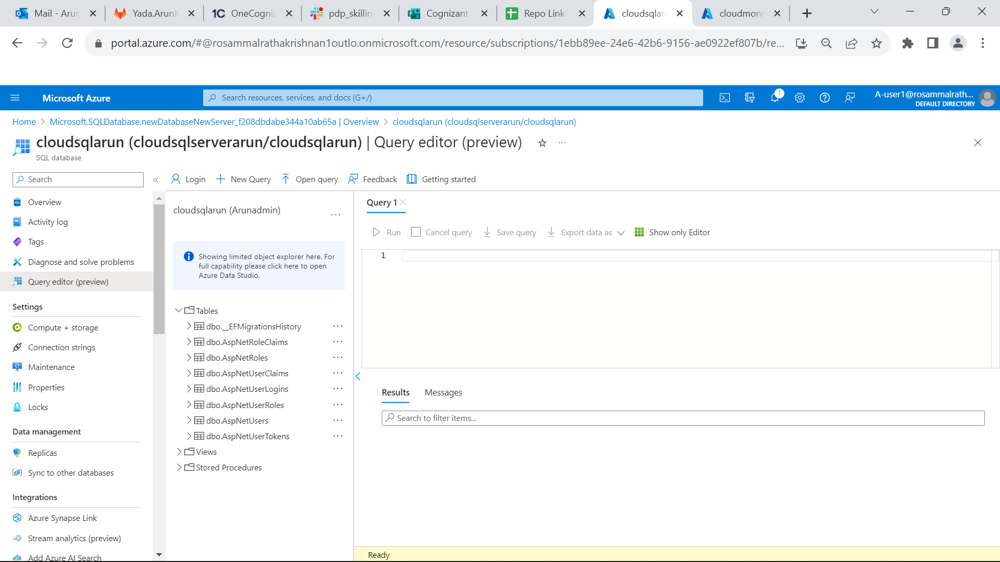 Mail - Arun
Yada.ArunK
OneCogniz
pdp_skillin
Cognizant
Repo Link T
cloudsqlar
cloudmong
portal.azure.com/#@rosammalrathakrishnan1outlo.onmicrosoft.com/resource/subscriptions/1ebb89ee-24e6-42b6-9156-ae0922ef807b/re...
Microsoft Azure
Search resources, services, and docs (G+/)
1
A-user1@rosammalrath...
DEFAULT DIRECTORY
Home > Microsoft.SQLDatabase.newDatabaseNewServer_f208dbdabe344a10ab65a | Overview > cloudsqlarun (cloudsqlserverarun/cloudsqlarun)
cloudsqlarun (cloudsqlserverarun/cloudsqlarun) | Query editor (preview)
SQL database
Search
Login
New Query
Open query
Feedback
Getting started
Overview
Activity log
Tags
Diagnose and solve problems
Query editor (preview)
Settings
Compute + storage
Connection strings
Maintenance
Properties
Locks
Data management
Replicas
Sync to other databases
Integrations
Azure Synapse Link
Stream analytics (preview)
Add Azure AI Search
cloudsqlarun (Arunadmin)
Showing limited object explorer here. For
full capability please click here to open
Azure Data Studio.
Tables
dbo.__EFMigrationsHistory
dbo.AspNetRoleClaims
dbo.AspNetRoles
dbo.AspNetUserClaims
dbo.AspNetUserLogins
dbo.AspNetUserRoles
dbo.AspNetUsers
dbo.AspNetUserTokens
Views
Stored Procedures
Query 1
Run
Cancel query
Save query
Export data as
Show only Editor
1
Results
Messages
Search to filter items...
Ready